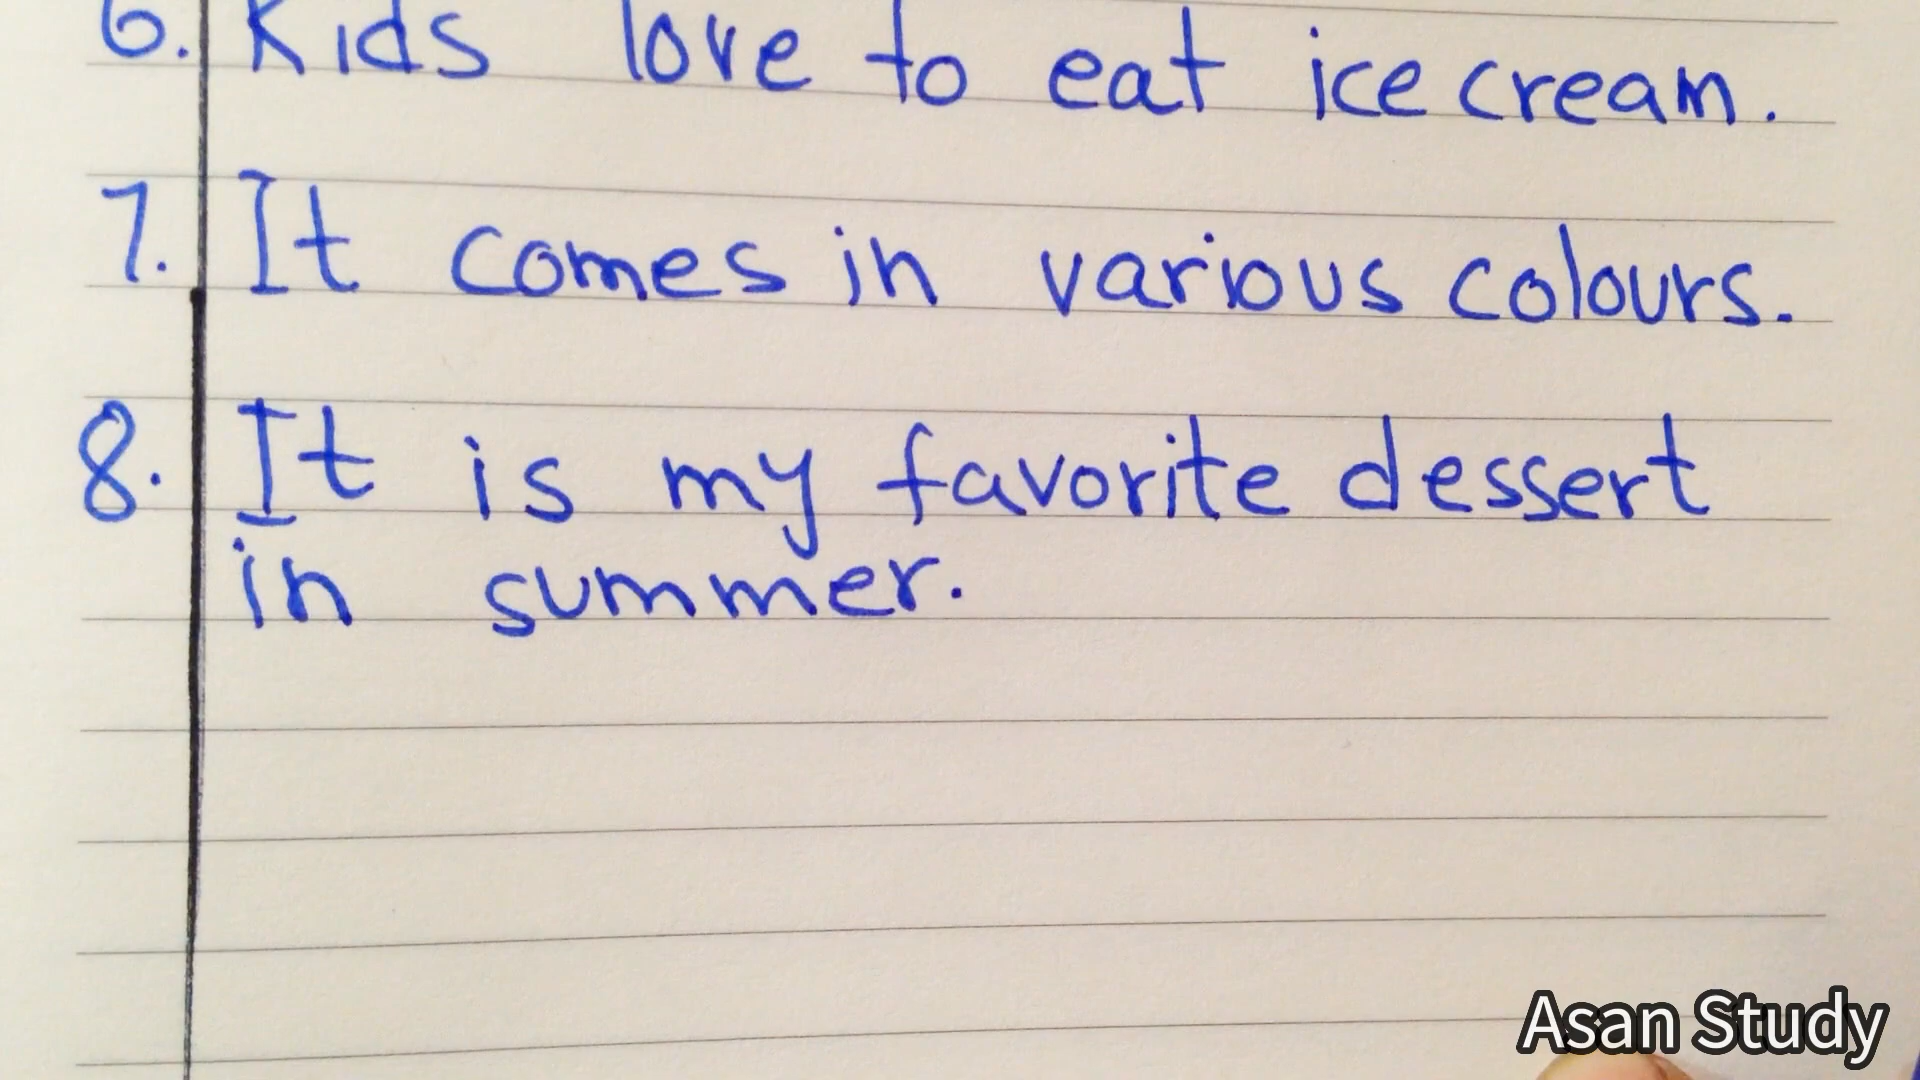 6. Kids love to eat ice cream.
7. It comes in various colours.
8. It is my favorite dessert
in summer.
Asan Study